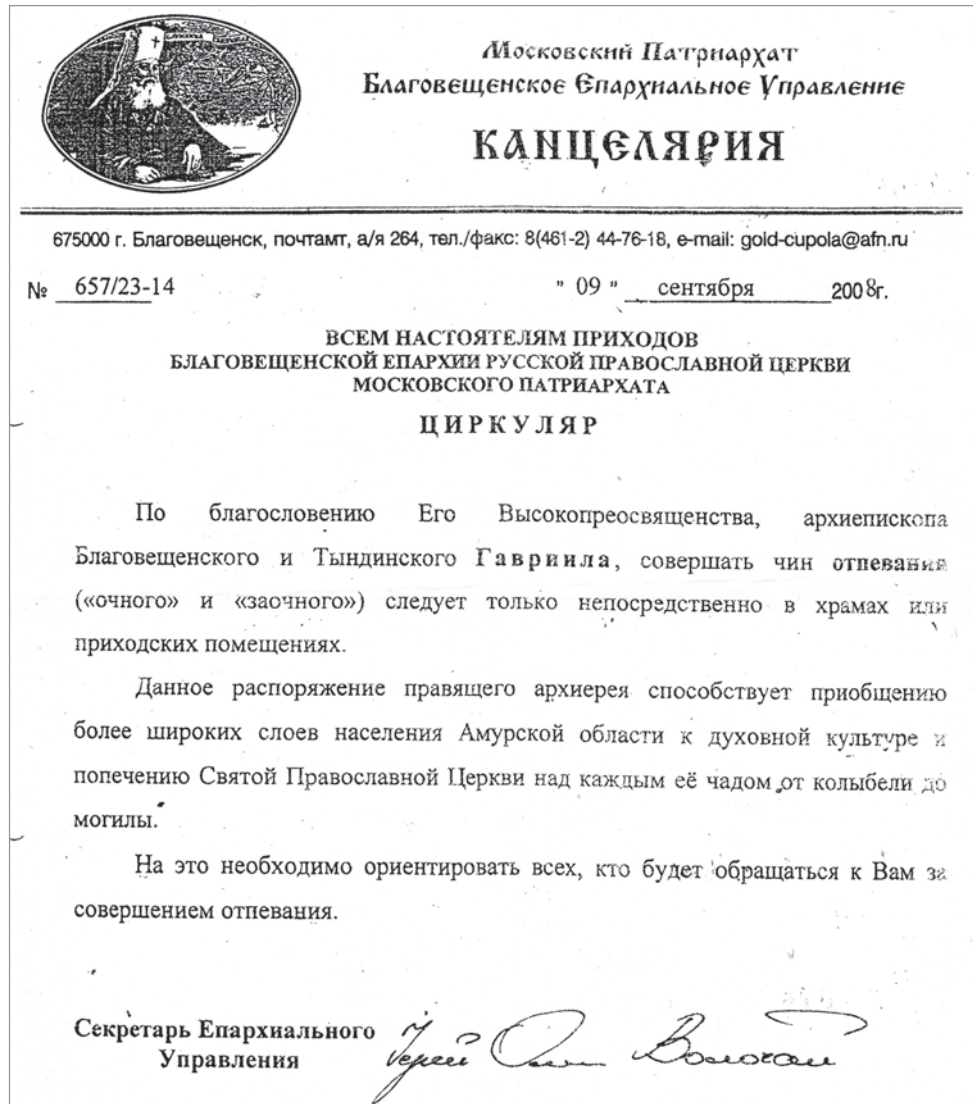 Московский Патриархат
Благовещенское Епархиальное Управление
КАНЦЕЛЯРИЯ
675000 г. Благовещенск, почтамт, а/я 264, тел./факс: 8(461-2) 44-76-18, e-mail: gold-cupola@afn.ru
№ 657/23-14 " 09 " сентября 2008г.
ВСЕМ НАСТОЯТЕЛЯМ ПРИХОДОВ
БЛАГОВЕЩЕНСКОЙ ЕПАРХИИ РУССКОЙ ПРАВОСЛАВНОЙ ЦЕРКВИ
МОСКОВСКОГО ПАТРИАРХАТА
ЦИРКУЛЯР
По благословению Его Высокопреосвященства, архиепископа
Благовещенского и Тындинского Гавриила, совершать чин отпевания
(«очного» и «заочного») следует только непосредственно в храмах или
приходских помещениях.
Данное распоряжение правящего архиерея способствует приобщению
более широких слоев населения Амурской области к духовной культуре и
попечению Святой Православной Церкви над каждым её чадом от колыбели до
могилы.
На это необходимо ориентировать всех, кто будет обращаться к Вам за
совершением отпевания.
Секретарь Епархиального
Управления Иерей